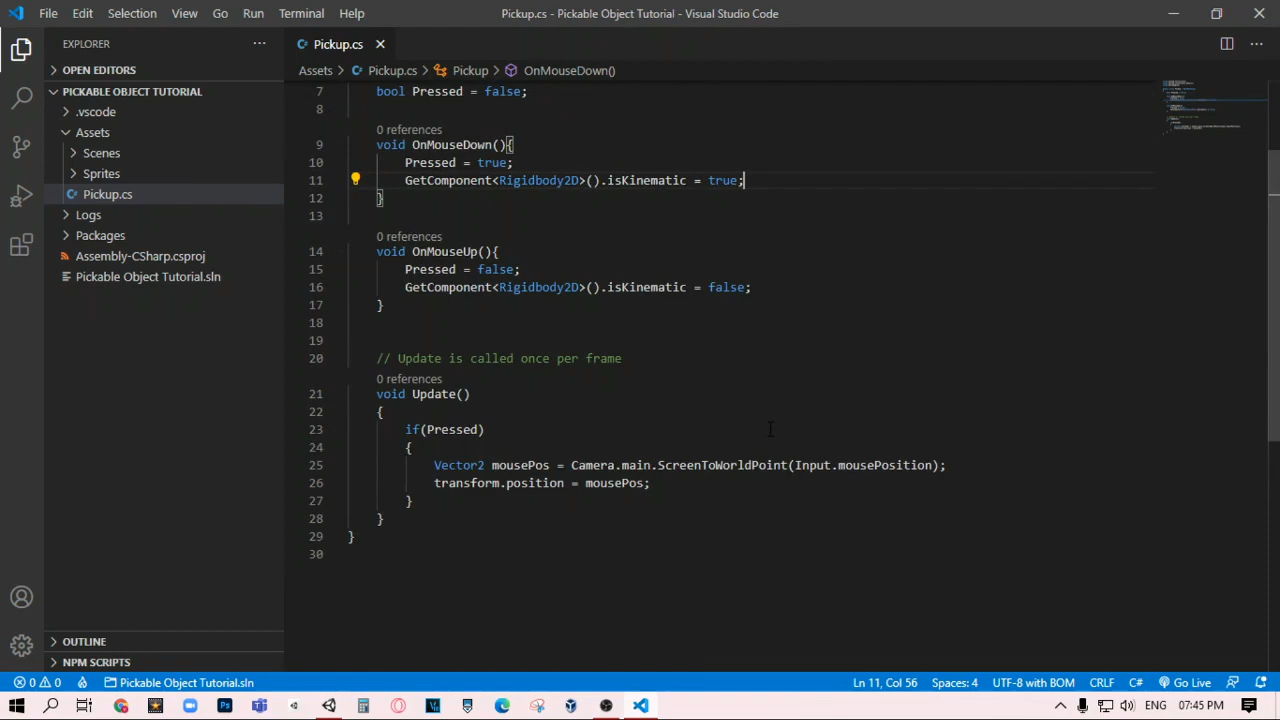 File Edit Selection View Go Run Terminal Help
Pickup.cs - Pickable Object Tutorial - Visual Studio Code
EXPLORER
OPEN EDITORS
PICKABLE OBJECT TUTORIAL
.vscode
Assets
Scenes
Sprites
Pickup.cs
Logs
Packages
Assembly-CSharp.csproj
Pickable Object Tutorial.sln
OUTLINE
NPM SCRIPTS
Pickup.cs
Assets > Pickup.cs > Pickup > OnMouseDown()
7 bool Pressed = false;
8
0 references
9 void OnMouseDown(){
10 Pressed = true;
11 GetComponent<Rigidbody2D>().isKinematic = true;
12 }
13
0 references
14 void OnMouseUp(){
15 Pressed = false;
16 GetComponent<Rigidbody2D>().isKinematic = false;
17 }
18
19
20 // Update is called once per frame
0 references
21 void Update()
22 {
23 if(Pressed)
24 {
25 Vector2 mousePos = Camera.main.ScreenToWorldPoint(Input.mousePosition);
26 transform.position = mousePos;
27 }
28 }
29 }
30
0 0 Pickable Object Tutorial.sln Ln 11, Col 56 Spaces: 4 UTF-8 with BOM CRLF C# Go Live
ENG 07:45 PM